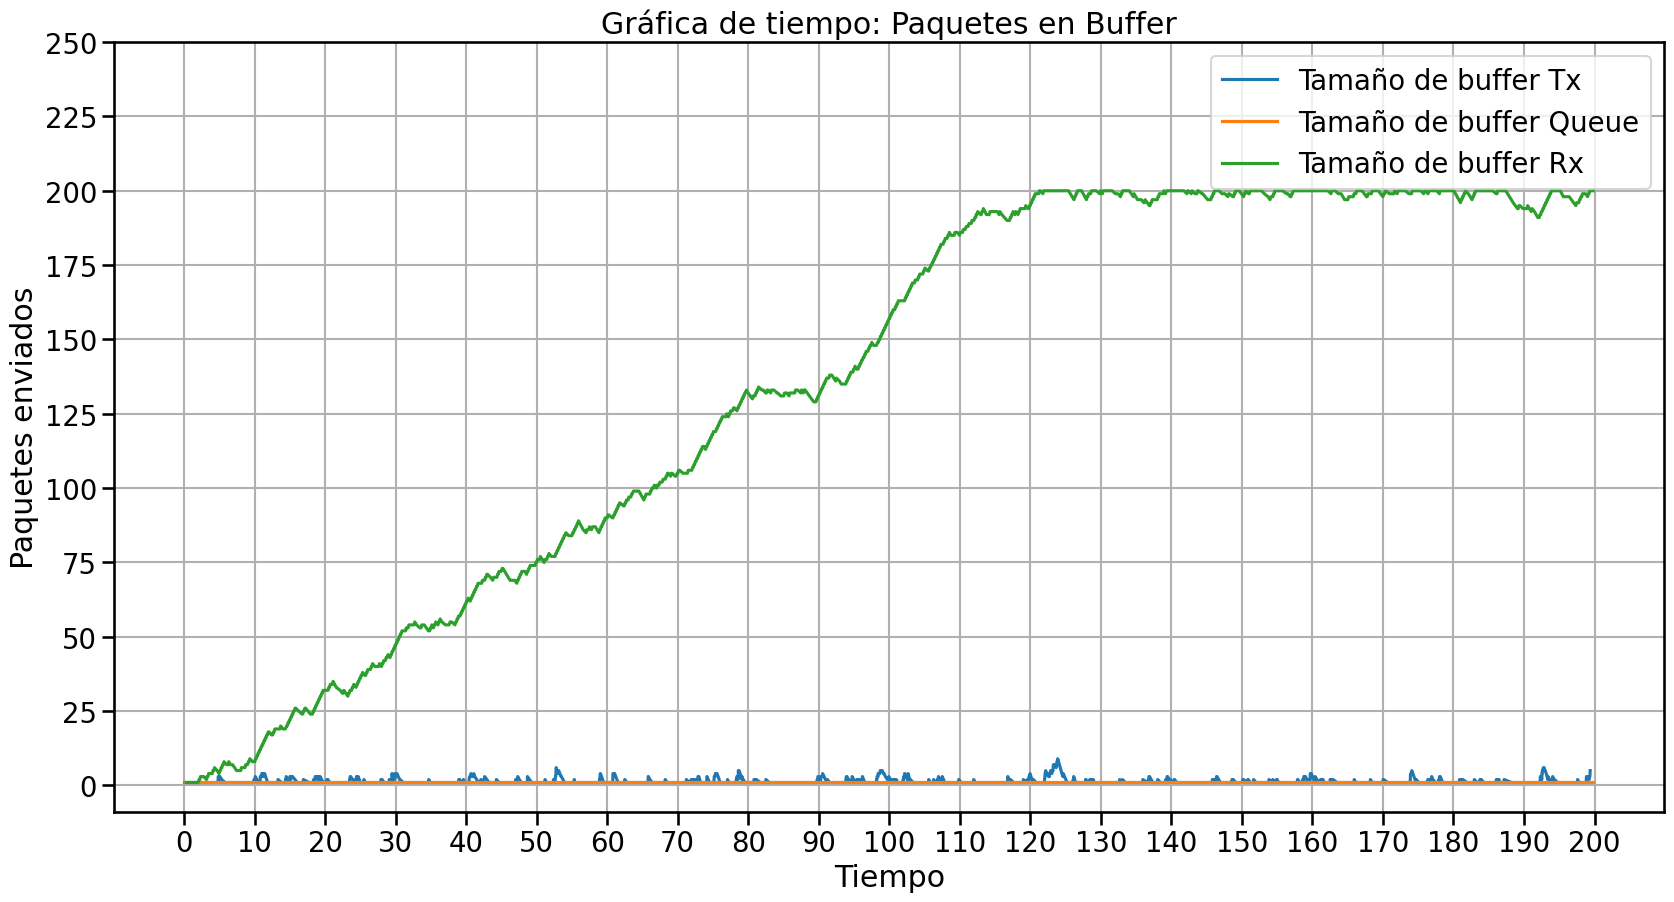 Gráfica de tiempo: Paquetes en Buffer
250
225
200
175
150
125
100
75
50
25
0
Paquetes enviados
Tamaño de buffer Tx
Tamaño de buffer Queue
Tamaño de buffer Rx
0 10 20 30 40 50 60 70 80 90 100 110 120 130 140 150 160 170 180 190 200
Tiempo